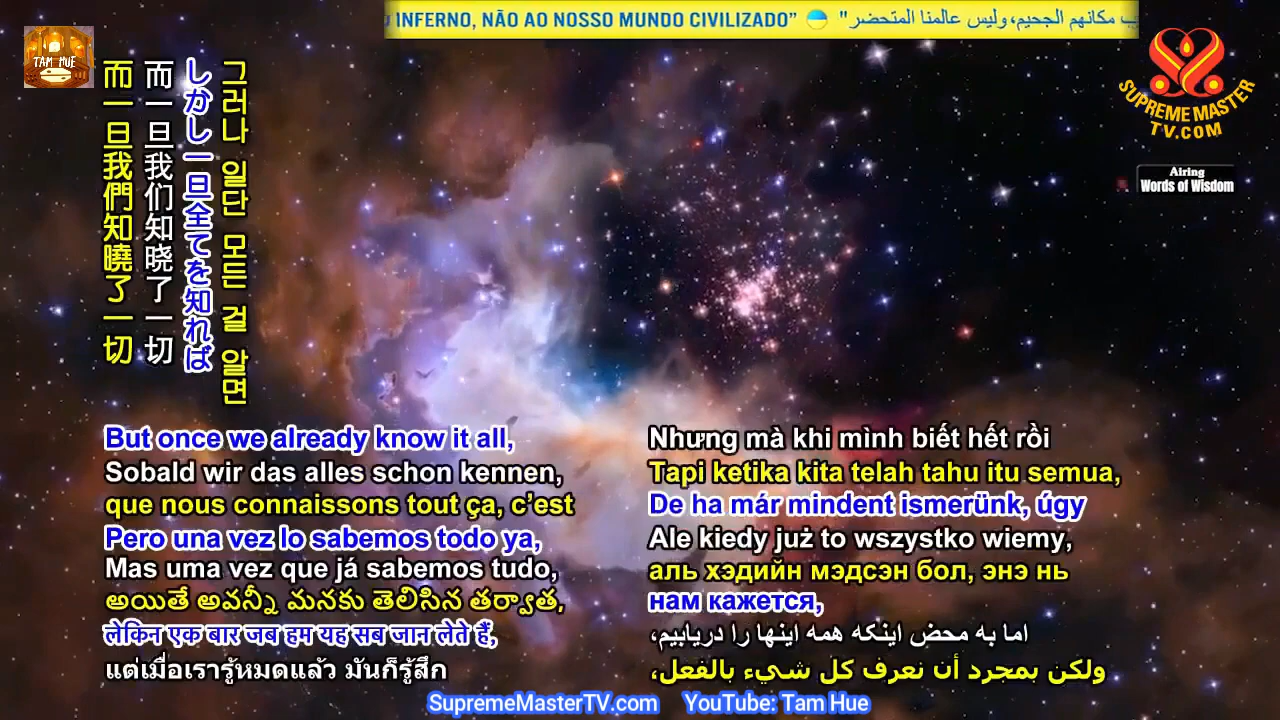 INFERNO, NÃO AO NOSSO MUNDO CIVILIZADO” "مكانهم الجحيم، وليس عالمنا المتحضر"
TAM HUE
SUPREME MASTER
TV.COM
Airing
Words of Wisdom
그러나 일단 모든 걸 알면
しかし一旦全てを知れば
而一旦我们知晓了一切
而一旦我們知曉了一切
But once we already know it all,
Sobald wir das alles schon kennen,
que nous connaissons tout ça, c’est
Pero una vez lo sabemos todo ya,
Mas uma vez que já sabemos tudo,
అయితే అవన్నీ మనకు తెలిసిన తర్వాత,
लेकिन एक बार जब हम यह सब जान लेते हैं,
แต่เมื่อเรารู้หมดแล้ว มันก็รู้สึก
Nhưng mà khi mình biết hết rồi
Tapi ketika kita telah tahu itu semua,
De ha már mindent ismerünk, úgy
Ale kiedy już to wszystko wiemy,
аль хэдийн мэдсэн бол, энэ нь
нам кажется,
اما به محض اینکه همه اینها را دریابیم،
ولكن بمجرد أن نعرف كل شيء بالفعل،
SupremeMasterTV.com YouTube: Tam Hue